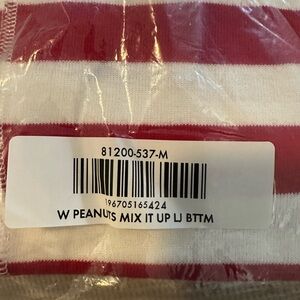 81200-537-M
196705165424
W PEANUTS MIX IT UP LJ BTTM